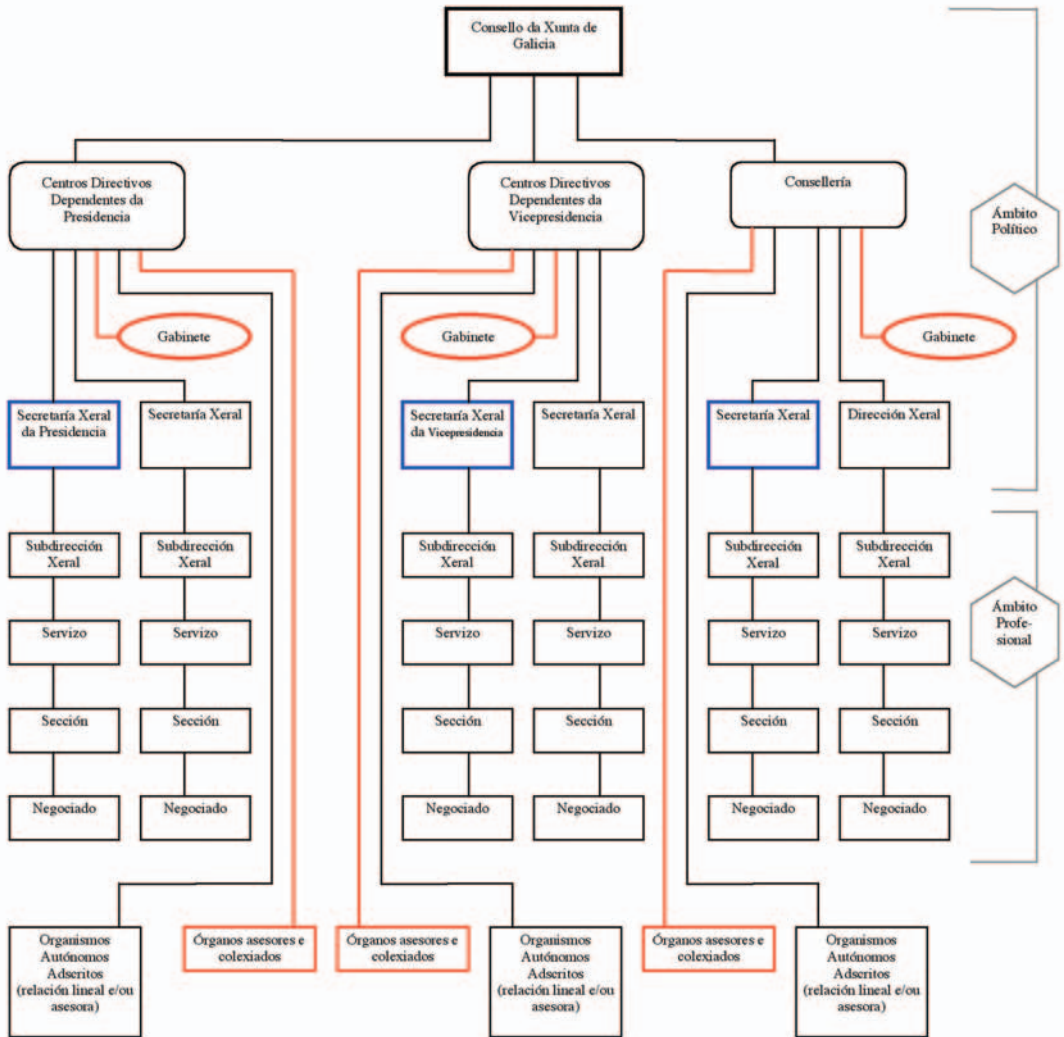 Consello da Xunta de
Galicia
Centros Directivos
Dependentes da
Presidencia
Centros Directivos
Dependentes da
Vicepresidencia
Consellería
Ámbito
Político
Gabinete
Gabinete
Gabinete
Secretaría Xeral
da Presidencia
Secretaría Xeral
Secretaría Xeral
da Vicepresidencia
Secretaría Xeral
Secretaría Xeral
Dirección Xeral
Subdirección
Xeral
Subdirección
Xeral
Subdirección
Xeral
Subdirección
Xeral
Subdirección
Xeral
Subdirección
Xeral
Ámbito
Profe-
sional
Servizo
Servizo
Servizo
Servizo
Servizo
Servizo
Sección
Sección
Sección
Sección
Sección
Sección
Negociado
Negociado
Negociado
Negociado
Negociado
Negociado
Organismos
Autónomos
Adscritos
(relación lineal e/ou
asesora)
Órganos asesores e
colexiados
Órganos asesores e
colexiados
Organismos
Autónomos
Adscritos
(relación lineal e/ou
asesora)
Órganos asesores e
colexiados
Organismos
Autónomos
Adscritos
(relación lineal e/ou
asesora)